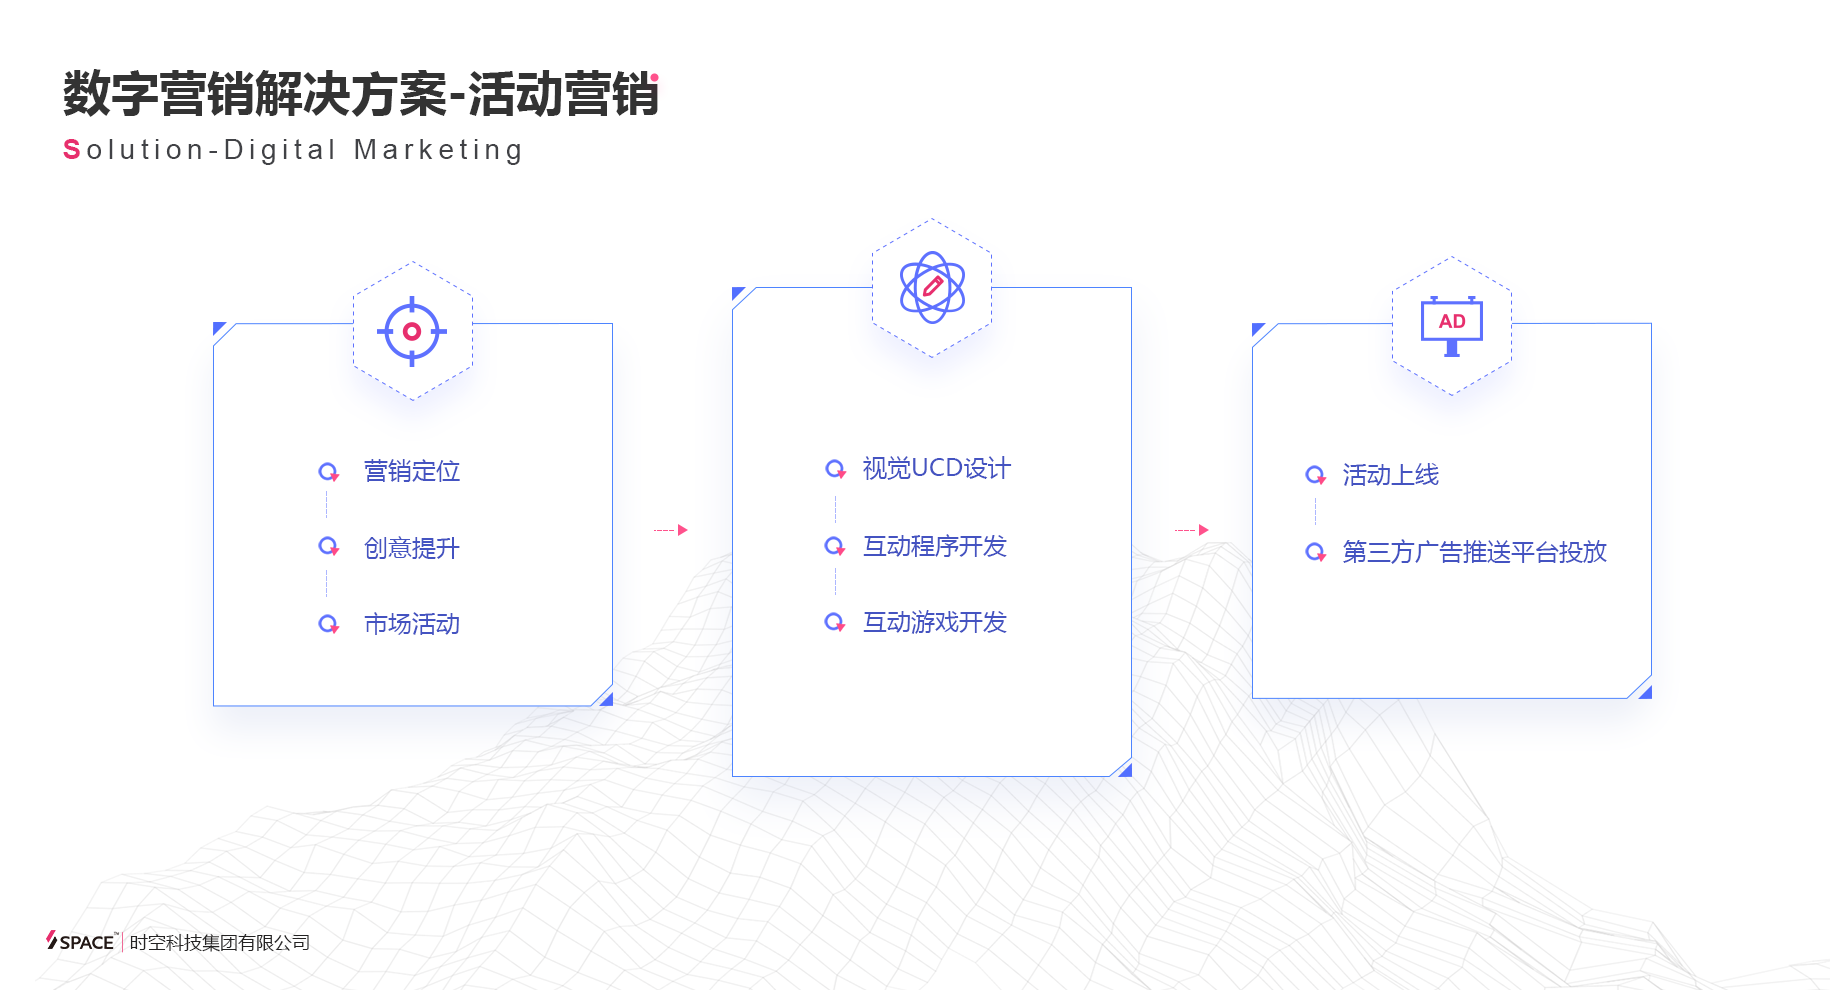 数字营销解决方案-活动营销
Solution-Digital Marketing
营销定位
创意提升
市场活动
视觉UCD设计
互动程序开发
互动游戏开发
AD
活动上线
第三方广告推送平台投放
SPACE™ 时空科技集团有限公司